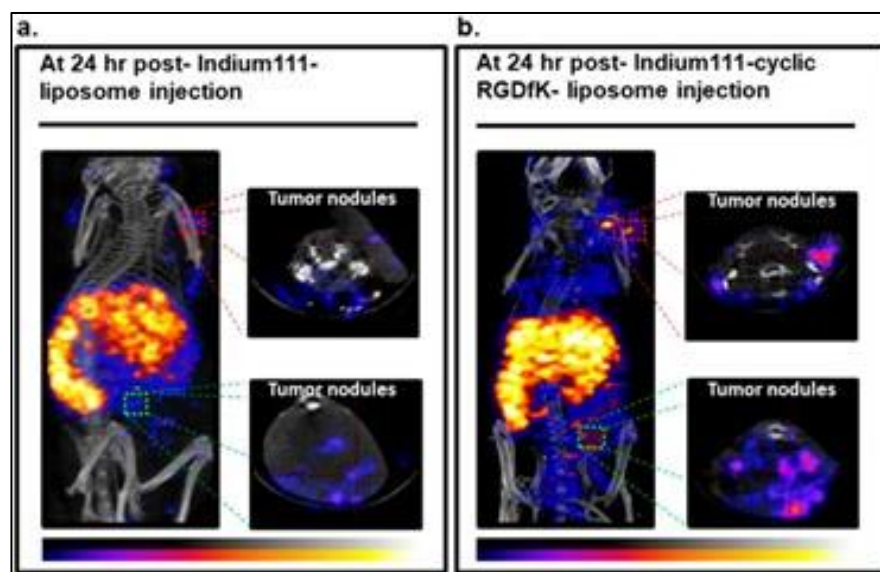 a.
At 24 hr post- Indium111-
liposome injection
Tumor nodules
Tumor nodules
b.
At 24 hr post- Indium111-cyclic
RGDfK- liposome injection
Tumor nodules
Tumor nodules